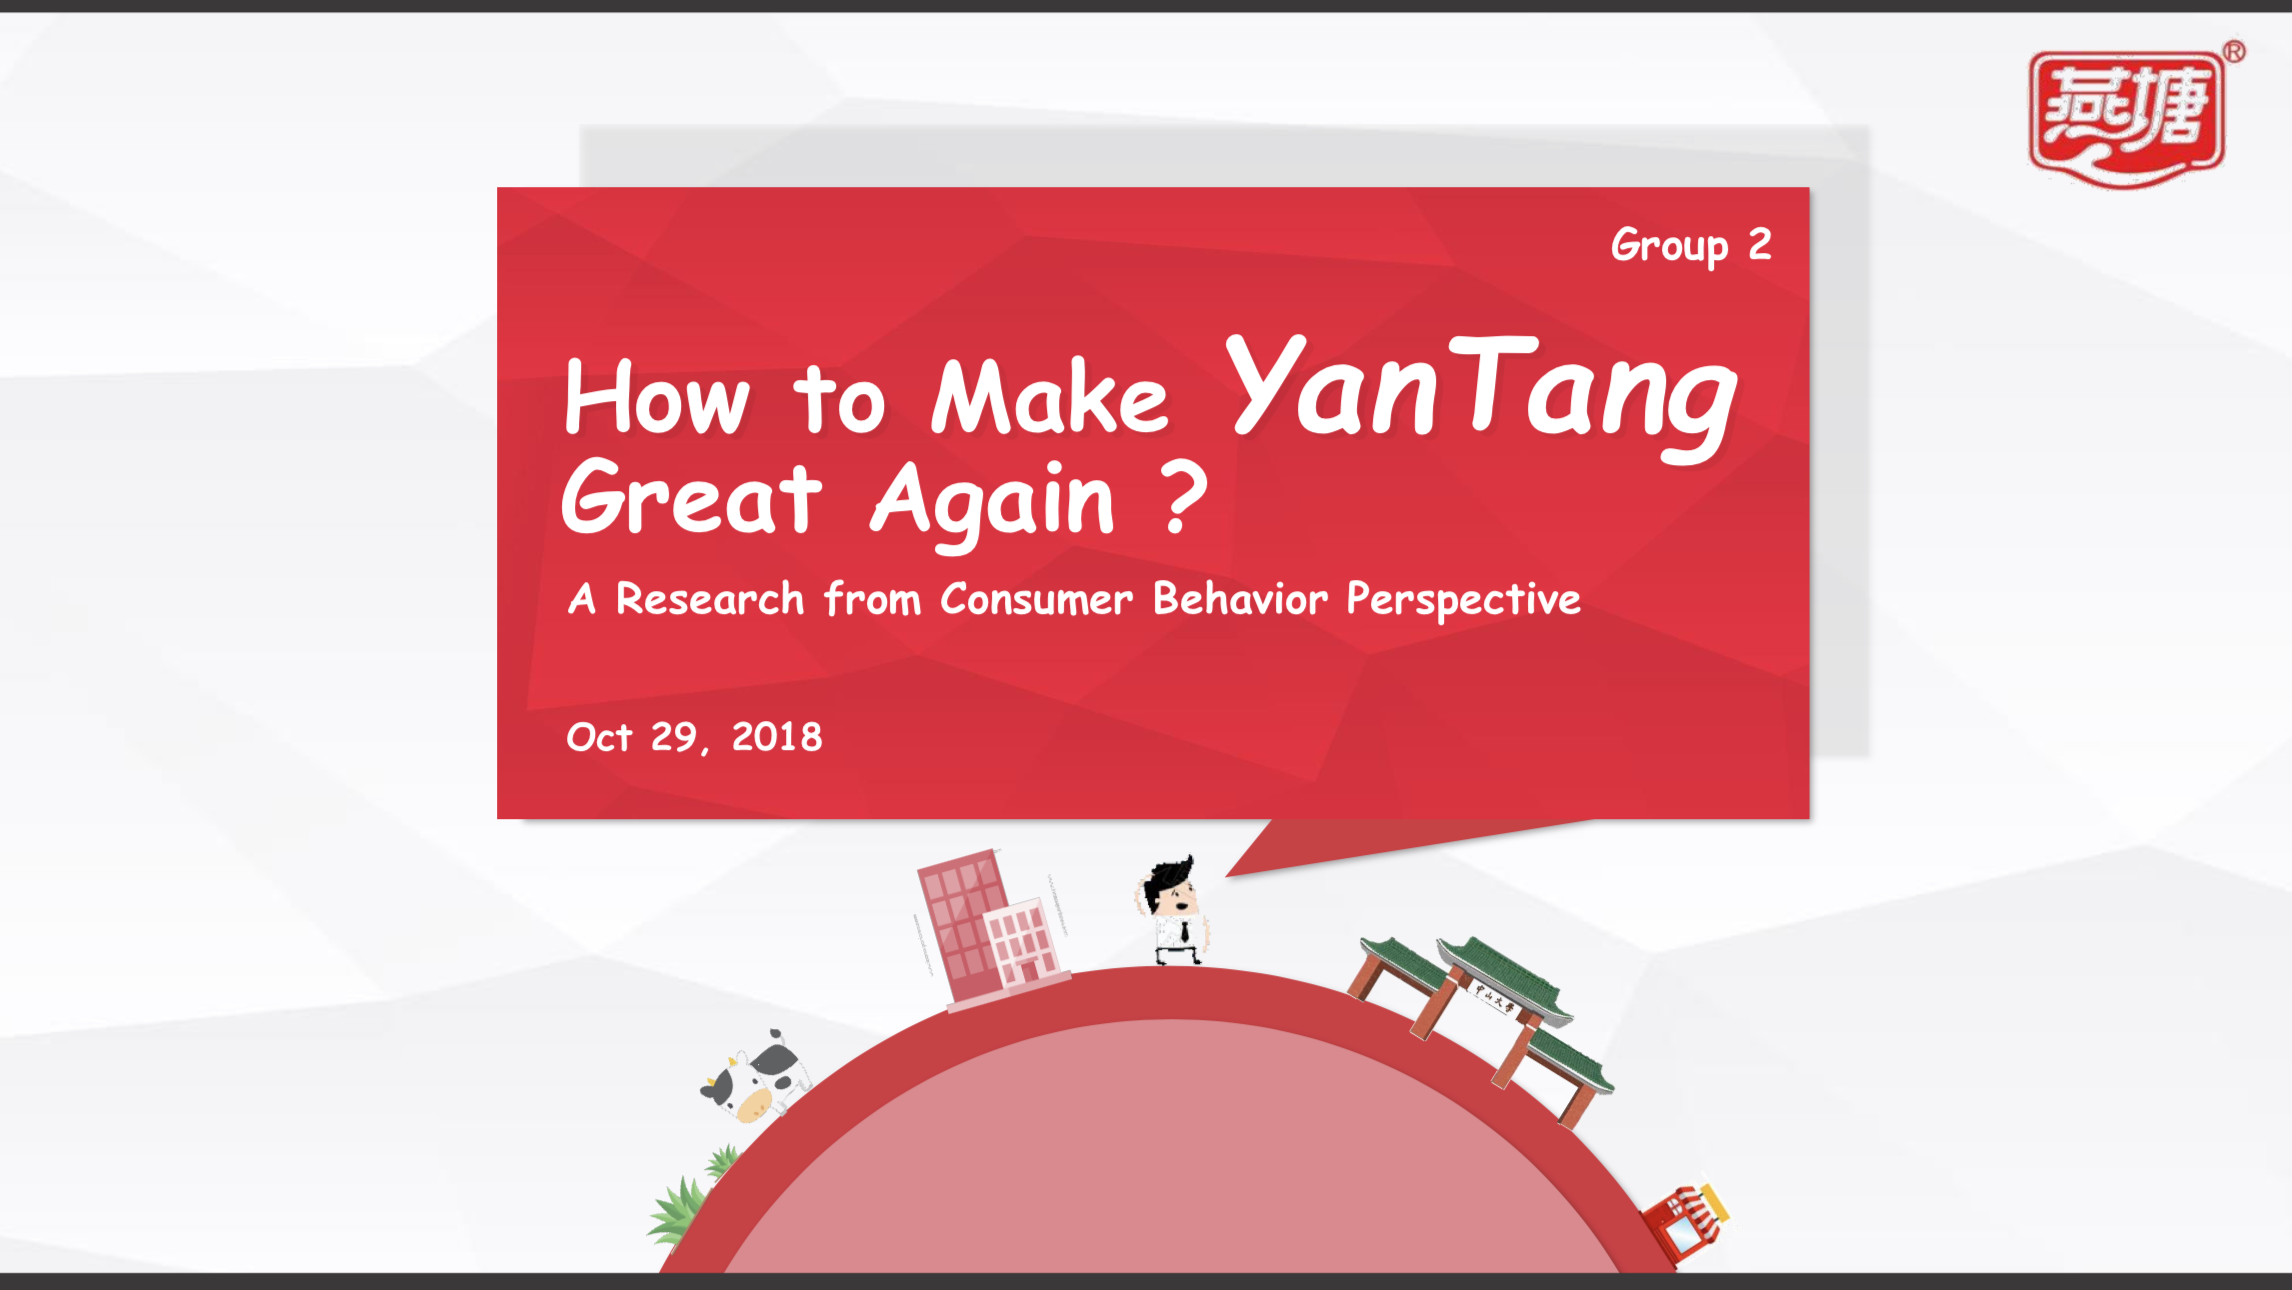 燕塘®
Group 2
How to Make YanTang
Great Again ?
A Research from Consumer Behavior Perspective
Oct 29, 2018
中山大學